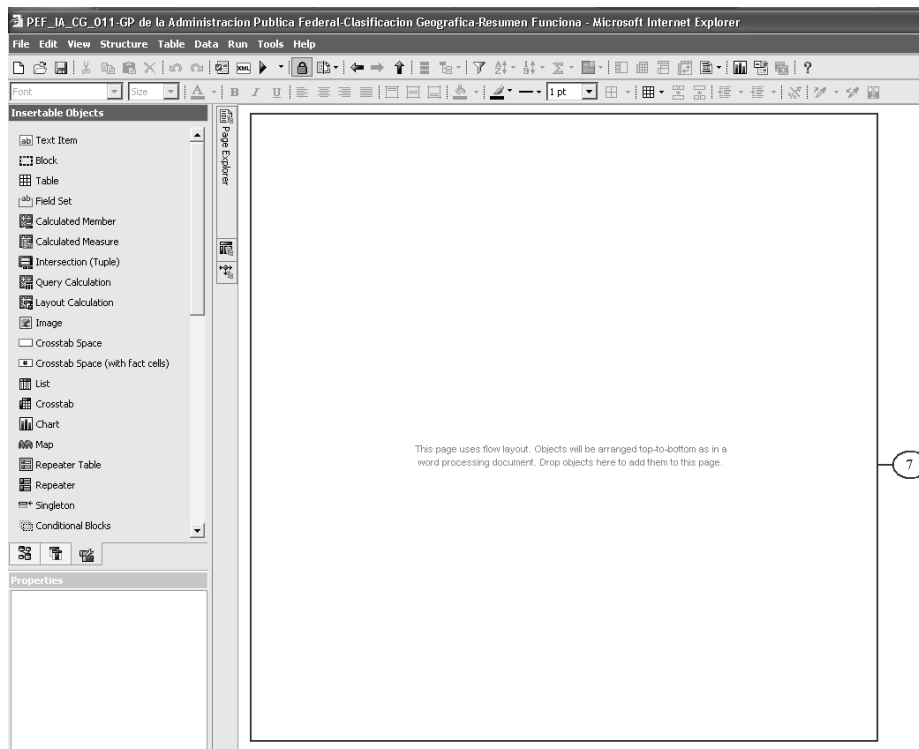 PEF_IA_CG_011-GP de la Administracion Publica Federal-Clasificacion Geografica-Resumen Funciona - Microsoft Internet Explorer
File Edit View Structure Table Data Run Tools Help
Font Size A B I U 1 pt
Insertable Objects
Text Item
Block
Table
Field Set
Calculated Member
Calculated Measure
Intersection (Tuple)
Query Calculation
Layout Calculation
Image
Crosstab Space
Crosstab Space (with fact cells)
List
Crosstab
Chart
Map
Repeater Table
Repeater
Singleton
Conditional Blocks
Properties
Page Explorer
This page uses flow layout. Objects will be arranged top-to-bottom as in a
word processing document. Drop objects here to add them to this page.
7